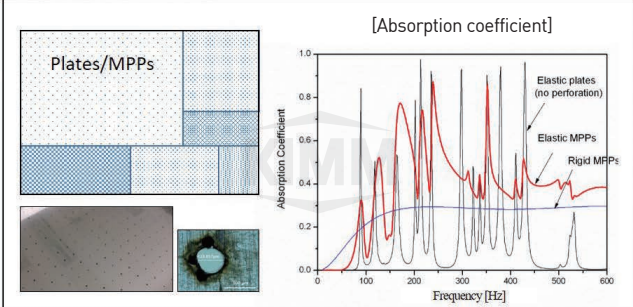 [Absorption coefficient]
Plates/MPPs
Elastic plates
(no perforation)
Elastic MPPs
Rigid MPPs
Absorption Coefficient
1.0
0.8
0.6
0.4
0.2
0.0
0
100
200
300
400
500
600
Frequency [Hz]
KIMM